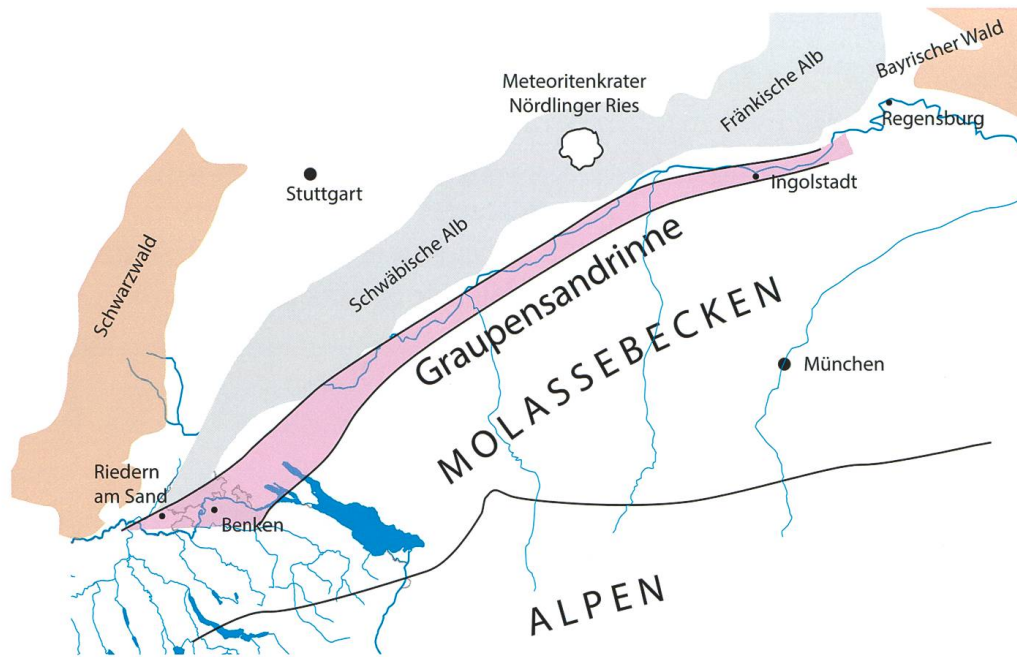 Meteoritenkrater
Nördlinger Ries
Fränkische Alb
Bayrischer Wald
Regensburg
Stuttgart
Ingolstadt
Schwarzwald
Schwäbische Alb
Graupensandrinne
MOLASSEBECKEN
München
Riedern
am Sand
Benken
ALPEN